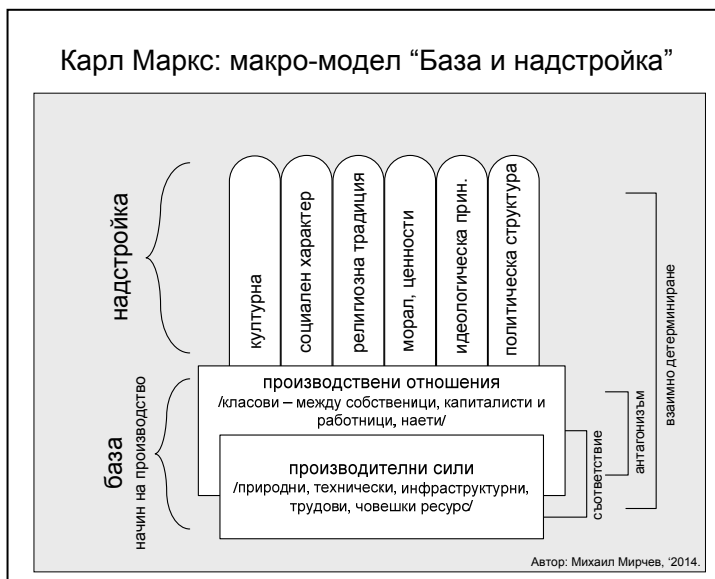 Карл Маркс: макро-модел “База и надстройка”
надстройка
културна
социален характер
религиозна традиция
морал, ценности
идеологическа прин.
политическа структура
база
начин на производство
производствени отношения
/класови – между собственици, капиталисти и
работници, наети/
производителни сили
/природни, технически, инфраструктурни,
трудови, човешки ресурс/
съответствие
антагонизъм
взаимно детерминиране
Автор: Михаил Мирчев, ‘2014.